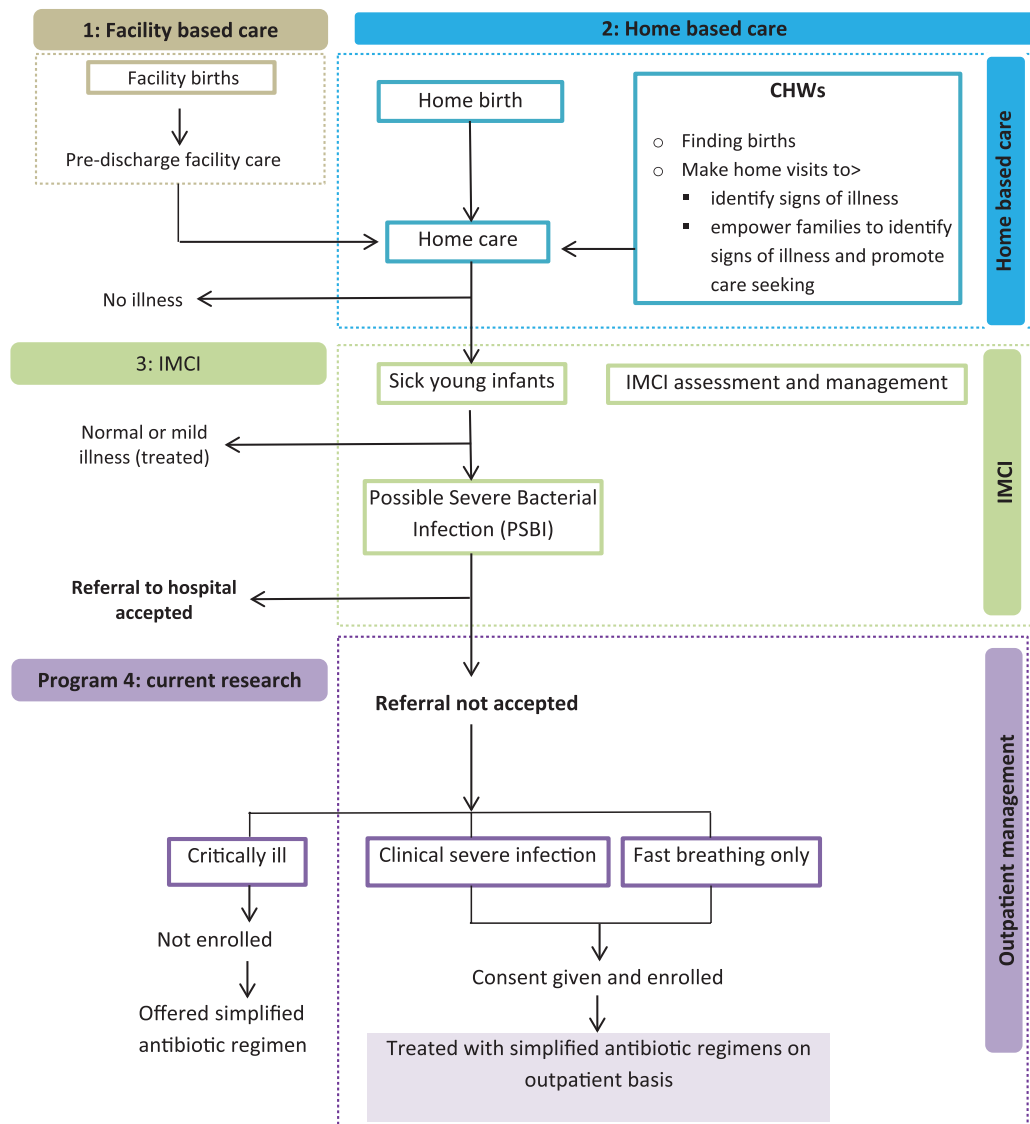 1: Facility based care
2: Home based care
Facility births
Pre-discharge facility care
Home birth
CHWs
○ Finding births
○ Make home visits to>
▪ identify signs of illness
▪ empower families to identify
signs of illness and promote
care seeking
Home care
No illness
Home based care
3: IMCI
Sick young infants
IMCI assessment and management
Normal or mild
illness (treated)
Possible Severe Bacterial
Infection (PSBI)
IMCI
Referral to hospital
accepted
Program 4: current research
Referral not accepted
Critically ill
Clinical severe infection
Fast breathing only
Not enrolled
Consent given and enrolled
Offered simplified
antibiotic regimen
Treated with simplified antibiotic regimens on
outpatient basis
Outpatient management